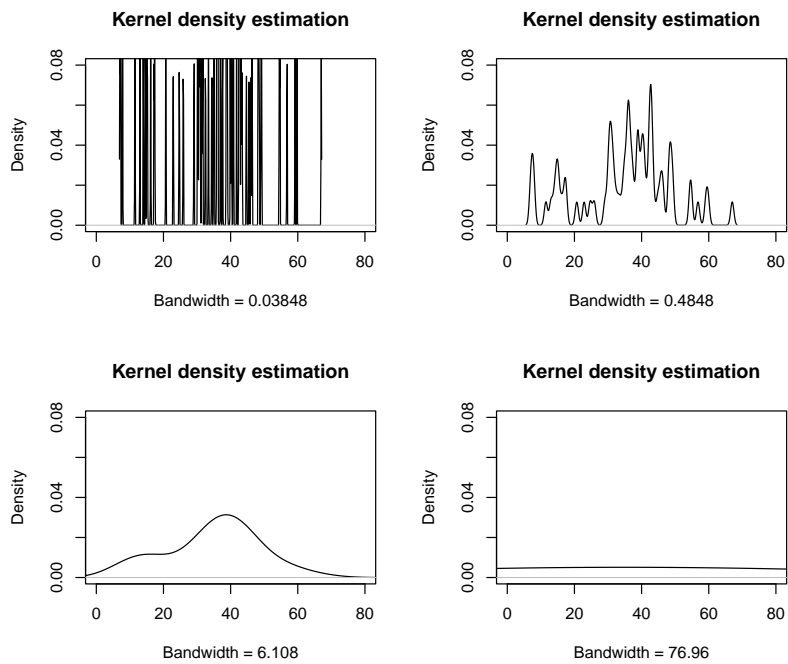 Kernel density estimation
Density
0.00 0.04 0.08
0 20 40 60 80
Bandwidth = 0.03848
Kernel density estimation
Density
0.00 0.04 0.08
0 20 40 60 80
Bandwidth = 0.4848
Kernel density estimation
Density
0.00 0.04 0.08
0 20 40 60 80
Bandwidth = 6.108
Kernel density estimation
Density
0.00 0.04 0.08
0 20 40 60 80
Bandwidth = 76.96